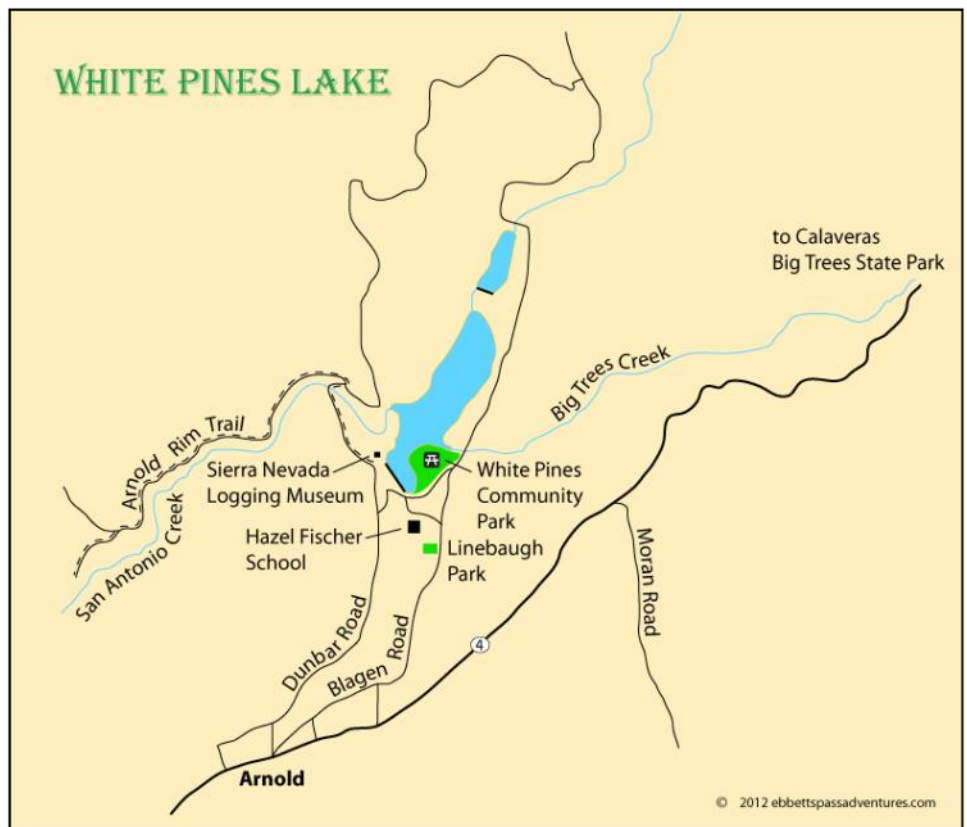 WHITE PINES LAKE
to Calaveras
Big Trees State Park
Big Trees Creek
Arnold Rim Trail
Sierra Nevada
Logging Museum
White Pines
Community
Park
San Antonio Creek
Hazel Fischer
School
Linebaugh
Park
Moran Road
Dunbar Road
Blagen Road
4
Arnold
© 2012 ebbettspassadventures.com